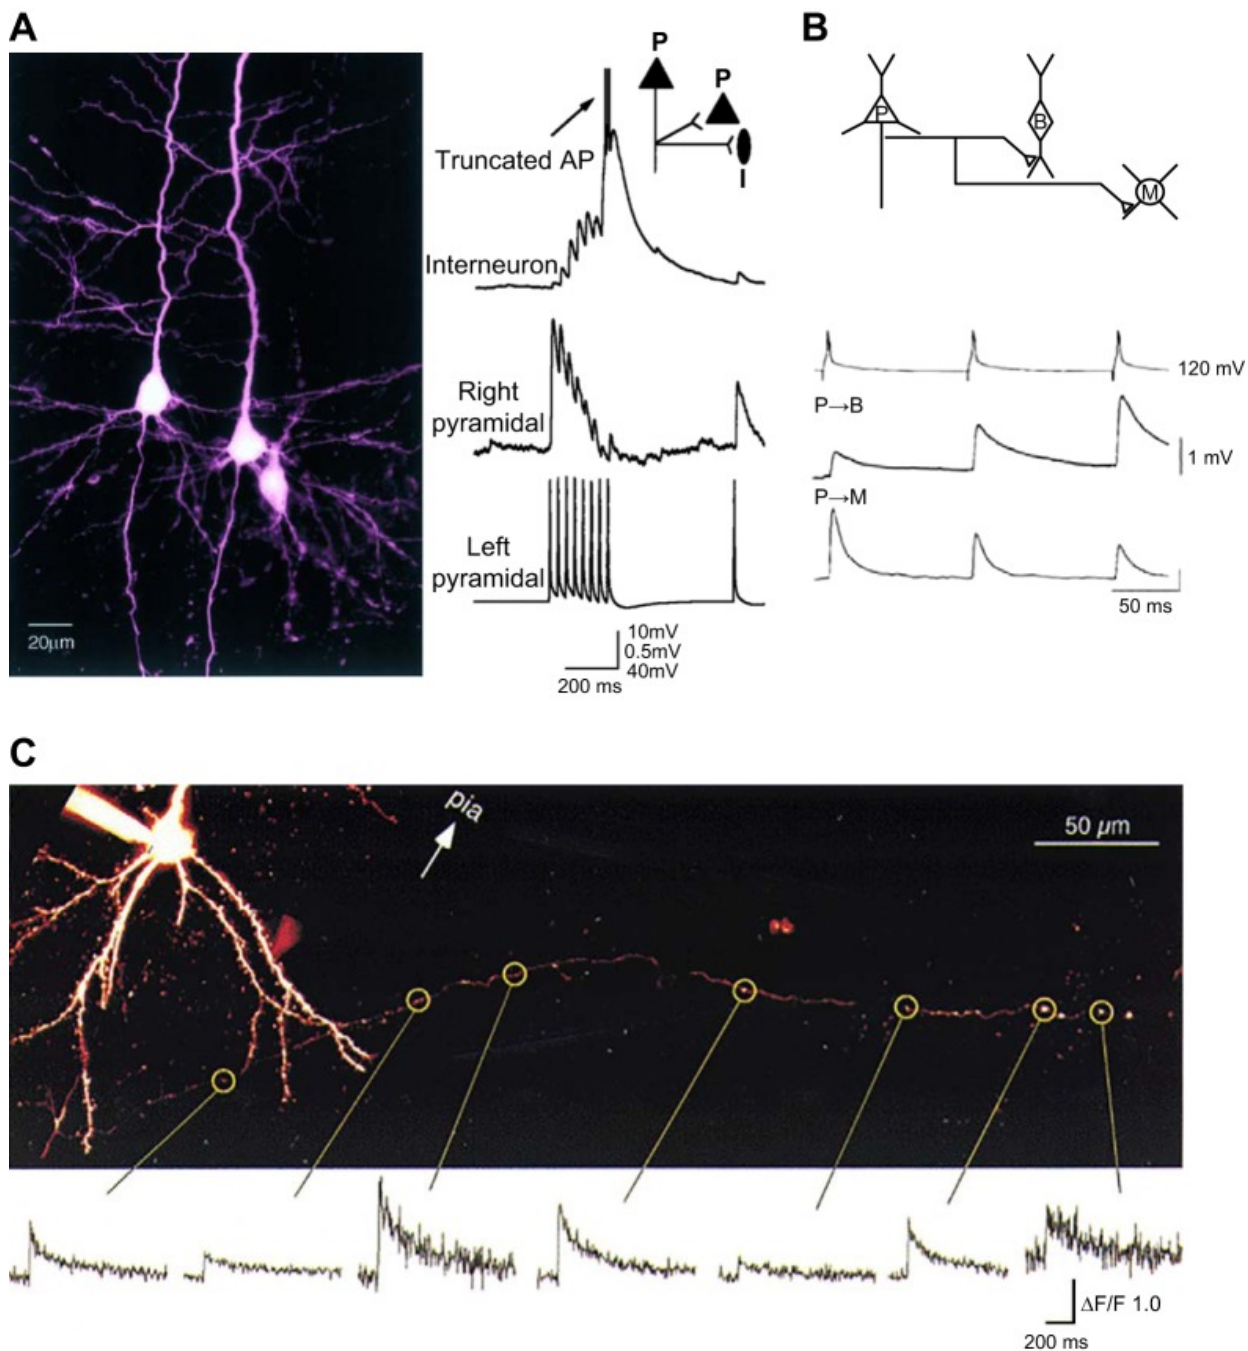 A
B
P
P
I
Truncated AP
Interneuron
Right
pyramidal
Left
pyramidal
20μm
10mV
0.5mV
40mV
200 ms
P
B
M
120 mV
P→B
1 mV
P→M
50 ms
C
pia
50 μm
ΔF/F 1.0
200 ms